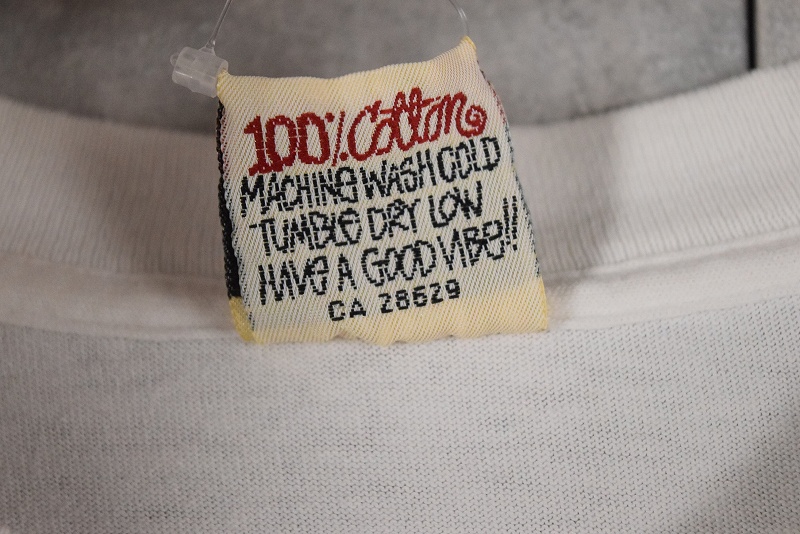 100% Cotton
MACHINE WASH COLD
TUMBLE DRY LOW
HAVE A GOOD VIBE!!
CA 28629